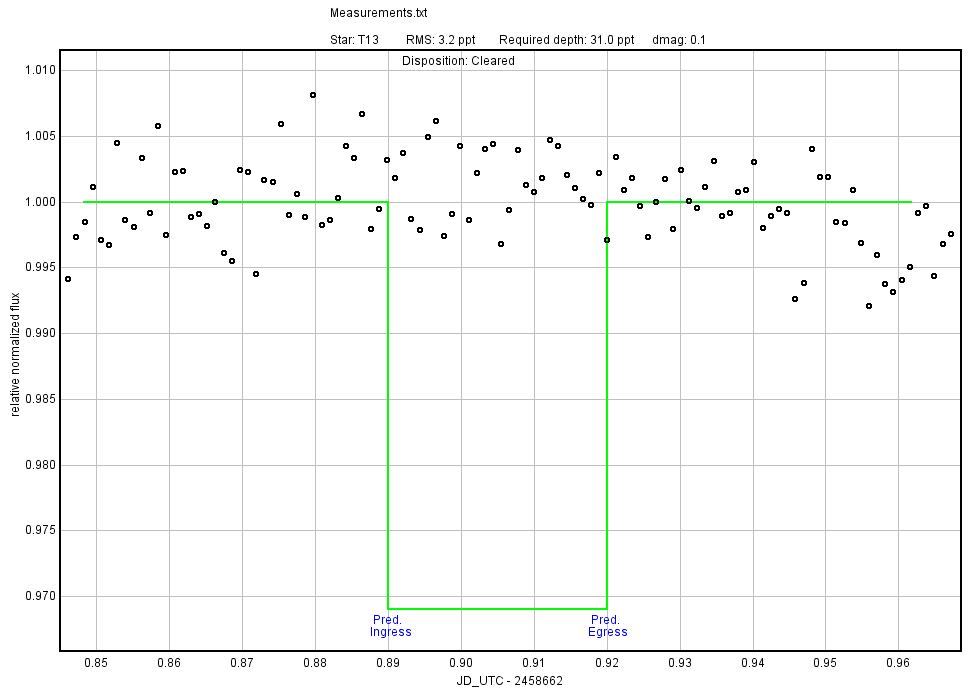 Measurements.txt
Star: T13 RMS: 3.2 ppt Required depth: 31.0 ppt dmag: 0.1
Disposition: Cleared
1.010
1.005
1.000
0.995
0.990
0.985
0.980
0.975
0.970
relative normalized flux
Pred.
Ingress
Pred.
Egress
0.85 0.86 0.87 0.88 0.89 0.90 0.91 0.92 0.93 0.94 0.95 0.96
JD_UTC - 2458662